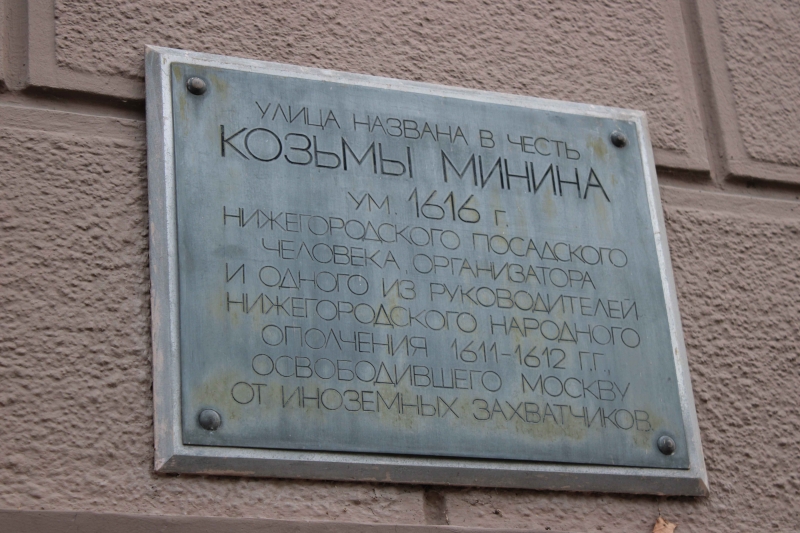 УЛИЦА НАЗВАНА В ЧЕСТЬ
КОЗЬМЫ МИНИНА
УМ. 1616 г.
НИЖЕГОРОДСКОГО ПОСАДСКОГО
ЧЕЛОВЕКА, ОРГАНИЗАТОРА
И ОДНОГО ИЗ РУКОВОДИТЕЛЕЙ
НИЖЕГОРОДСКОГО НАРОДНОГО
ОПОЛЧЕНИЯ 1611-1612 г.г.,
ОСВОБОДИВШЕГО МОСКВУ
ОТ ИНОЗЕМНЫХ ЗАХВАТЧИКОВ.